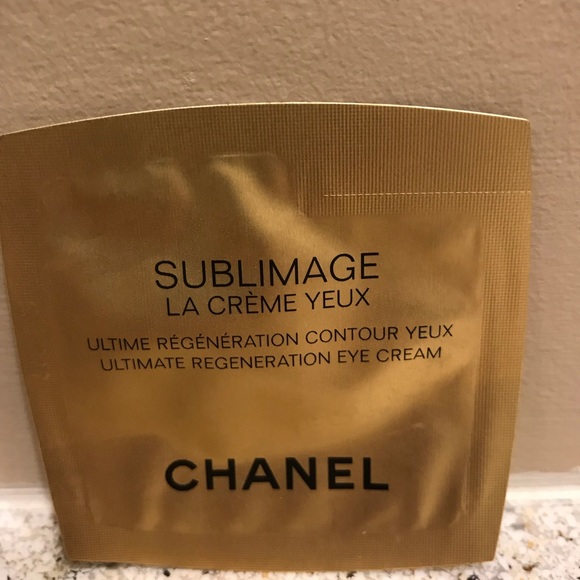 SUBLIMAGE
LA CRÈME YEUX
ULTIME RÉGÉNÉRATION CONTOUR YEUX
ULTIMATE REGENERATION EYE CREAM
CHANEL